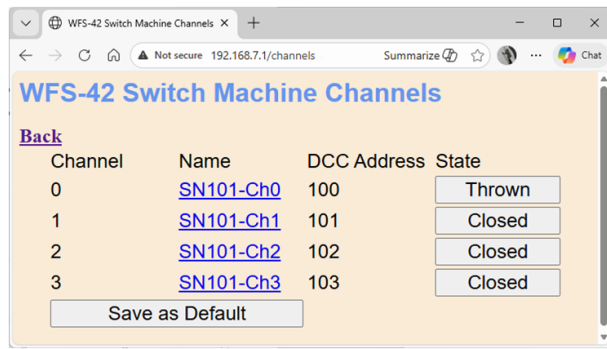 WFS-42 Switch Machine Channels
Not secure 192.168.7.1/channels Summarize Chat
WFS-42 Switch Machine Channels
Back
Channel Name DCC Address State
0 SN101-Ch0 100 Thrown
1 SN101-Ch1 101 Closed
2 SN101-Ch2 102 Closed
3 SN101-Ch3 103 Closed
Save as Default